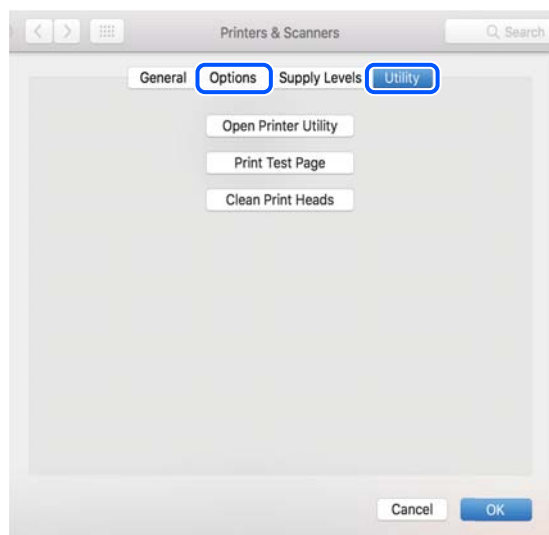 Printers & Scanners Search
General Options Supply Levels Utility
Open Printer Utility
Print Test Page
Clean Print Heads
Cancel OK